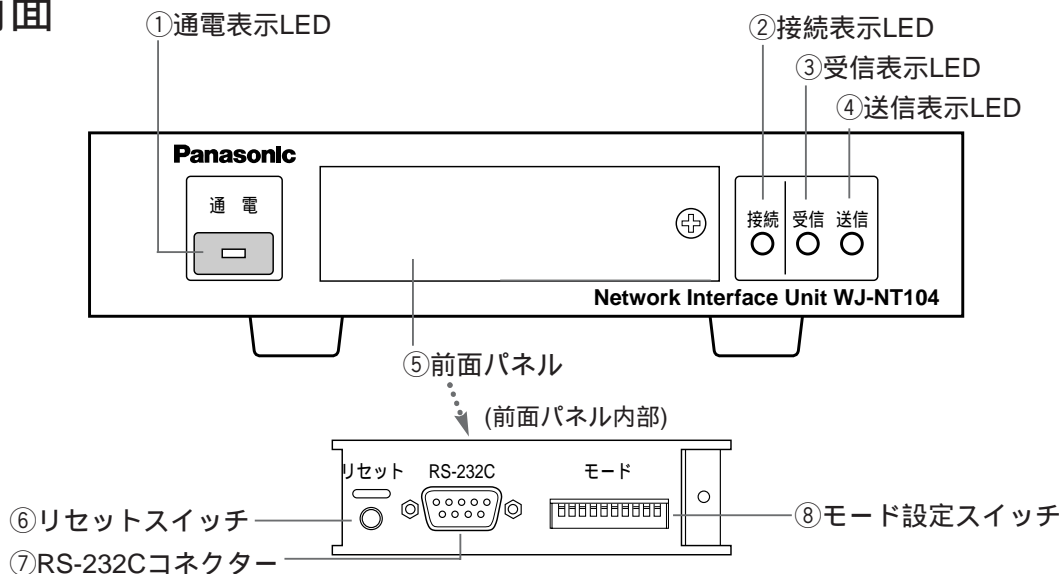 前面
①通電表示LED
②接続表示LED
③受信表示LED
④送信表示LED
Panasonic
通 電
接続 受信 送信
Network Interface Unit WJ-NT104
⑤前面パネル
(前面パネル内部)
リセット RS-232C モード
⑥リセットスイッチ
⑧モード設定スイッチ
⑦RS-232Cコネクター